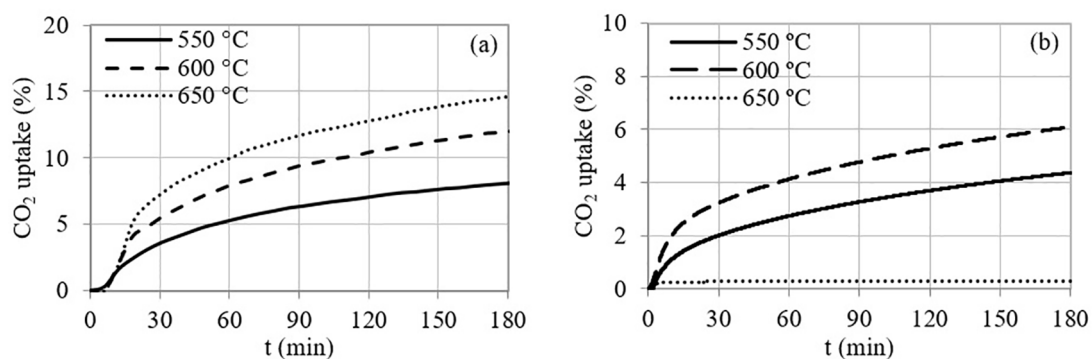 (a)
550 °C
600 °C
650 °C
CO₂ uptake (%)
20
15
10
5
0
0 30 60 90 120 150 180
t (min)
(b)
550 ºC
600 ºC
650 ºC
CO₂ uptake (%)
10
8
6
4
2
0
0 30 60 90 120 150 180
t (min)